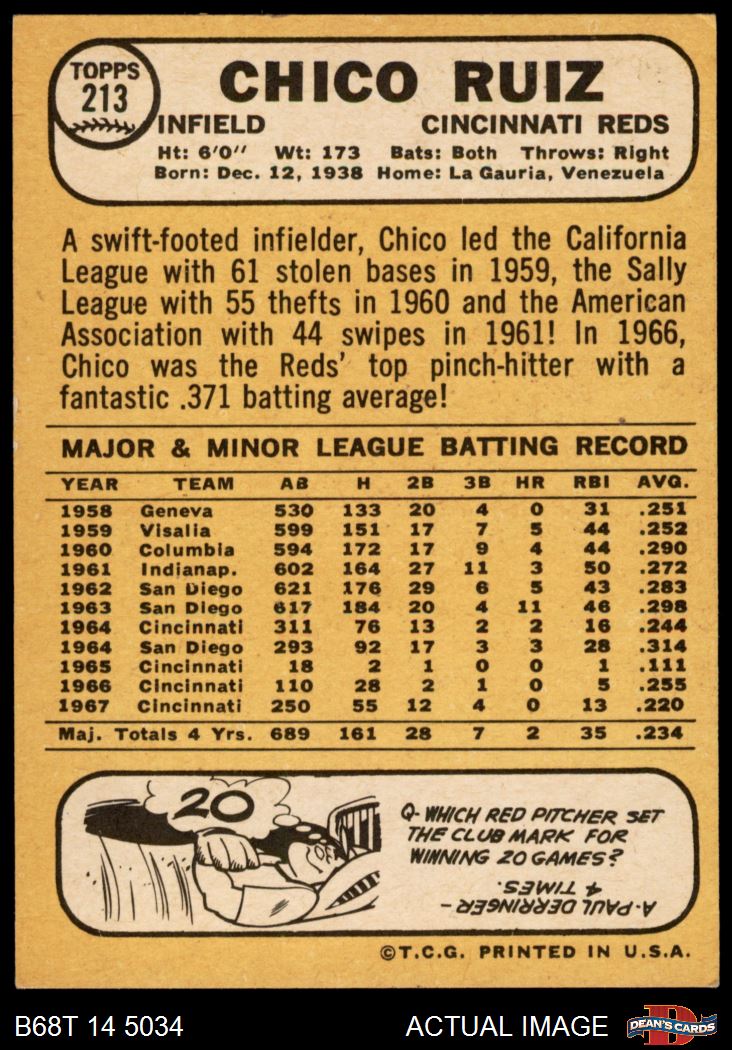 TOPPS
213
CHICO RUIZ
INFIELD CINCINNATI REDS
Ht: 6'0" Wt: 173 Bats: Both Throws: Right
Born: Dec. 12, 1938 Home: La Gauria, Venezuela
A swift-footed infielder, Chico led the California
League with 61 stolen bases in 1959, the Sally
League with 55 thefts in 1960 and the American
Association with 44 swipes in 1961! In 1966,
Chico was the Reds' top pinch-hitter with a
fantastic .371 batting average!
MAJOR & MINOR LEAGUE BATTING RECORD
YEAR TEAM AB H 2B 3B HR RBI AVG.
1958 Geneva 530 133 20 4 0 31 .251
1959 Visalia 599 151 17 7 5 44 .252
1960 Columbia 594 172 17 9 4 44 .290
1961 Indianap. 602 164 27 11 3 50 .272
1962 San Diego 621 176 29 6 5 43 .283
1963 San Diego 617 184 20 4 11 46 .298
1964 Cincinnati 311 76 13 2 2 16 .244
1964 San Diego 293 92 17 3 3 28 .314
1965 Cincinnati 18 2 1 0 0 1 .111
1966 Cincinnati 110 28 2 1 0 5 .255
1967 Cincinnati 250 55 12 4 0 13 .220
Maj. Totals 4 Yrs. 689 161 28 7 2 35 .234
20
Q- WHICH RED PITCHER SET
THE CLUB MARK FOR
WINNING 20 GAMES?
A- PAUL DERRINGER -
4 TIMES.
©T.C.G. PRINTED IN U.S.A.
B68T 14 5034 ACTUAL IMAGE DEAN'S CARDS